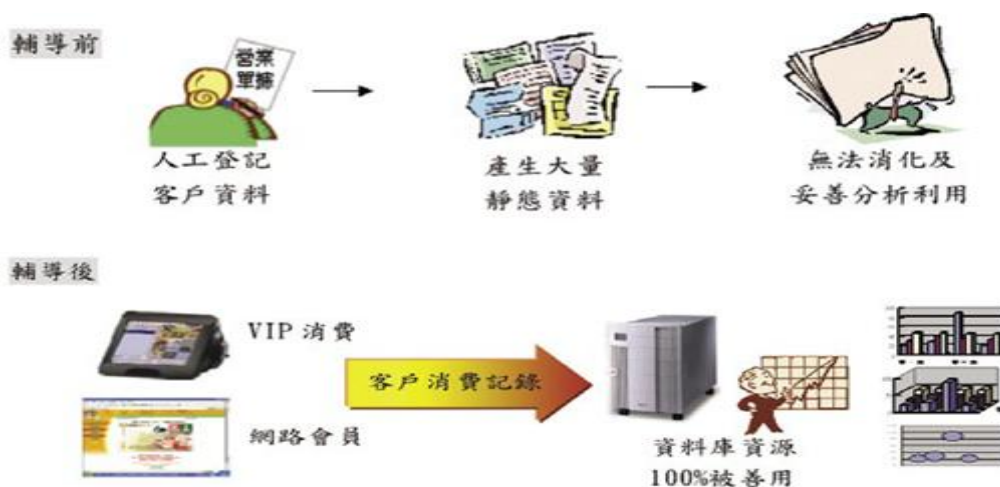 輔導前
營業
單據
人工登記
客戶資料
產生大量
靜態資料
無法消化及
妥善分析利用
輔導後
VIP 消費
客戶消費記錄
網路會員
資料庫資源
100%被善用